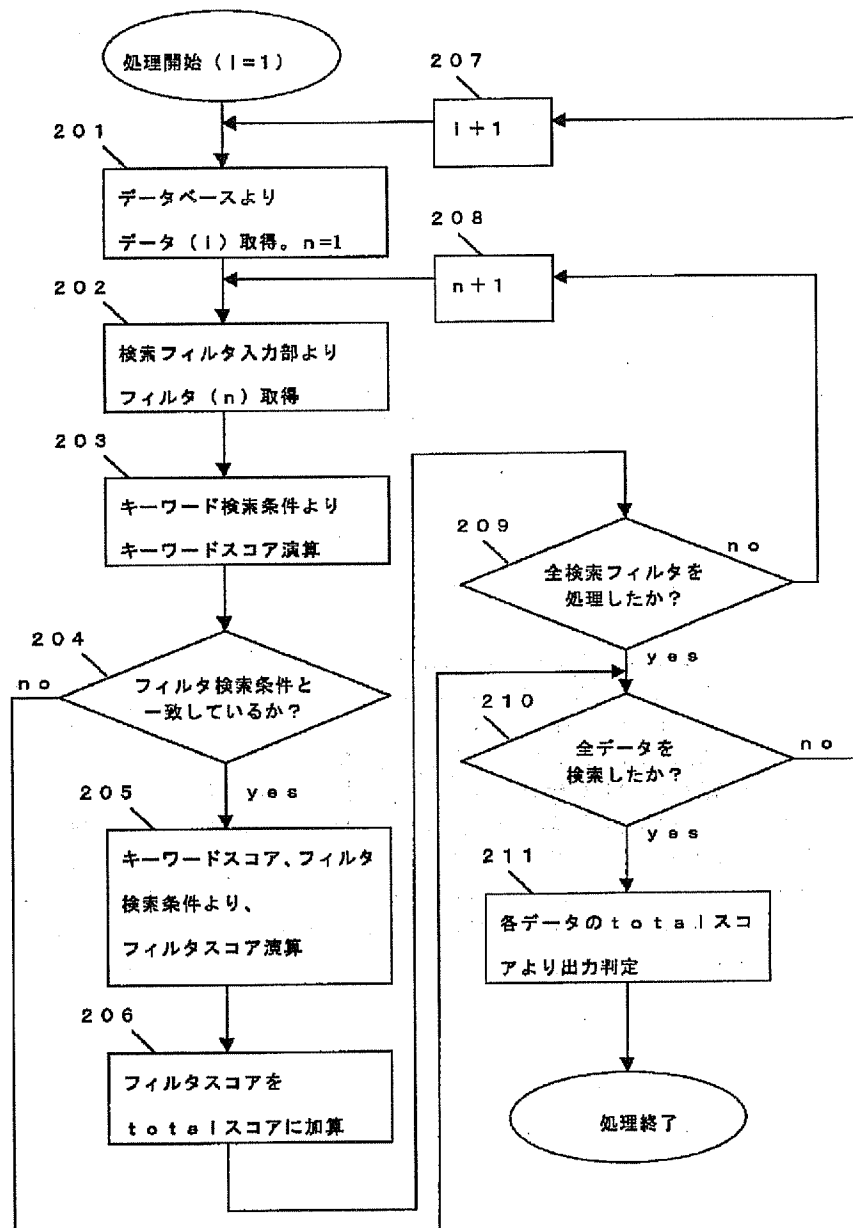 処理開始（I＝1）
207
I＋1
201
データベースより
データ（I）取得。n=1
208
n＋1
202
検索フィルタ入力部より
フィルタ（n）取得
203
キーワード検索条件より
キーワードスコア演算
209
no
全検索フィルタを
処理したか？
yes
204
no
フィルタ検索条件と
一致しているか？
yes
210
no
全データを
検索したか？
yes
205
キーワードスコア、フィルタ
検索条件より、
フィルタスコア演算
211
各データのtotalスコ
アより出力判定
206
フィルタスコアを
totalスコアに加算
処理終了